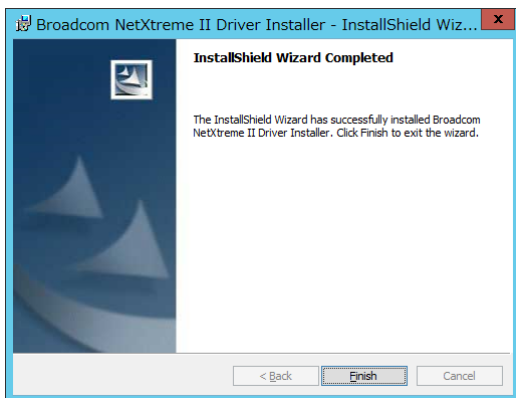 Broadcom NetXtreme II Driver Installer - InstallShield Wiz...
x
InstallShield Wizard Completed
The InstallShield Wizard has successfully installed Broadcom
NetXtreme II Driver Installer. Click Finish to exit the wizard.
< Back
Finish
Cancel